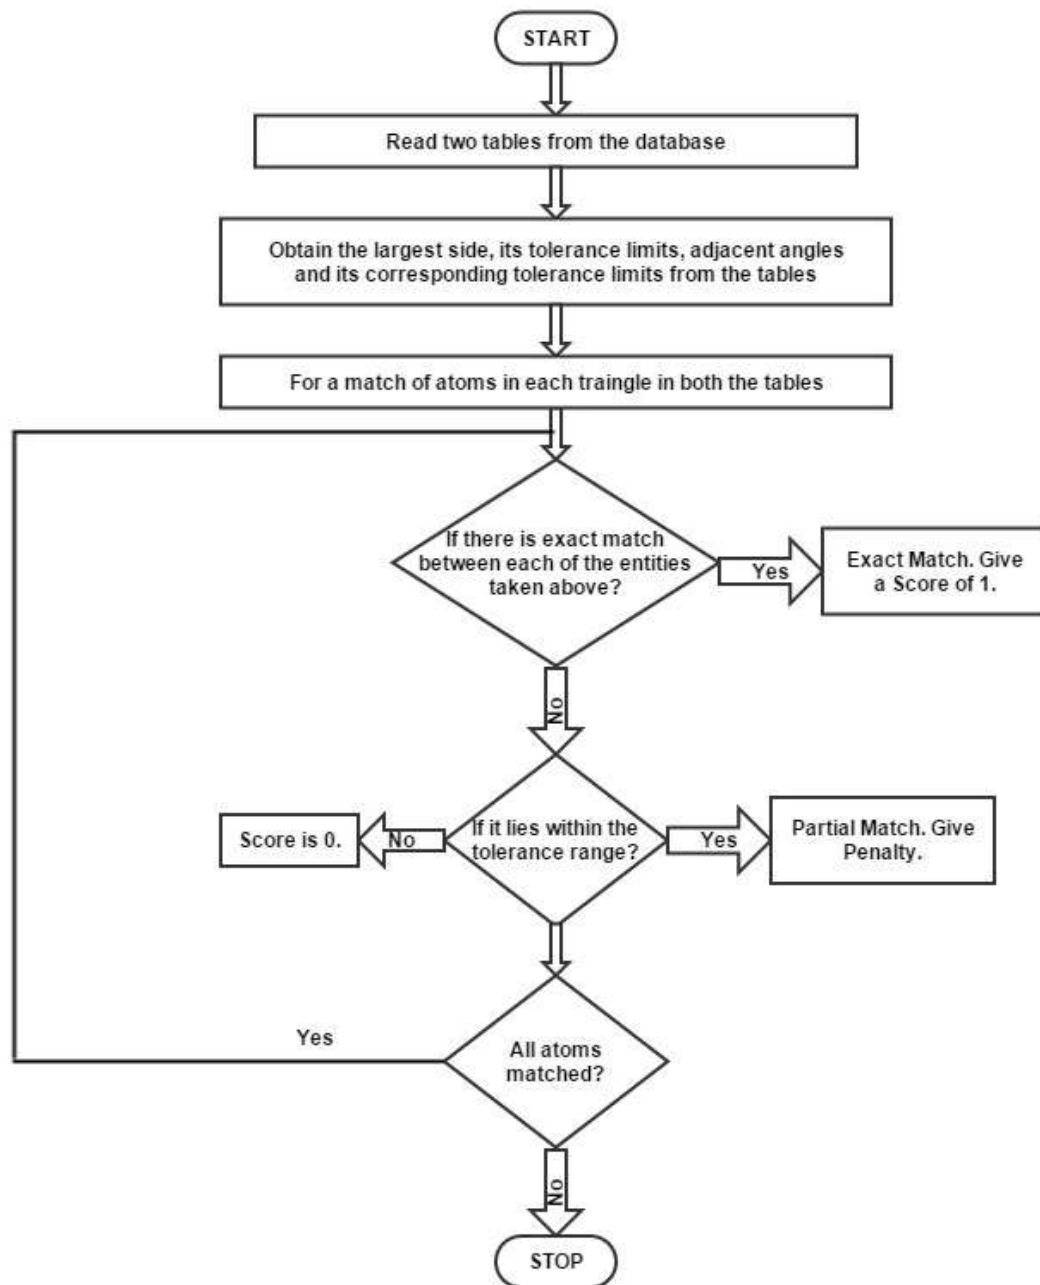 START
Read two tables from the database
Obtain the largest side, its tolerance limits, adjacent angles
and its corresponding tolerance limits from the tables
For a match of atoms in each traingle in both the tables
If there is exact match
between each of the entities
taken above?
Yes
Exact Match. Give
a Score of 1.
No
Score is 0.
No
If it lies within the
tolerance range?
Yes
Partial Match. Give
Penalty.
Yes
All atoms
matched?
No
STOP